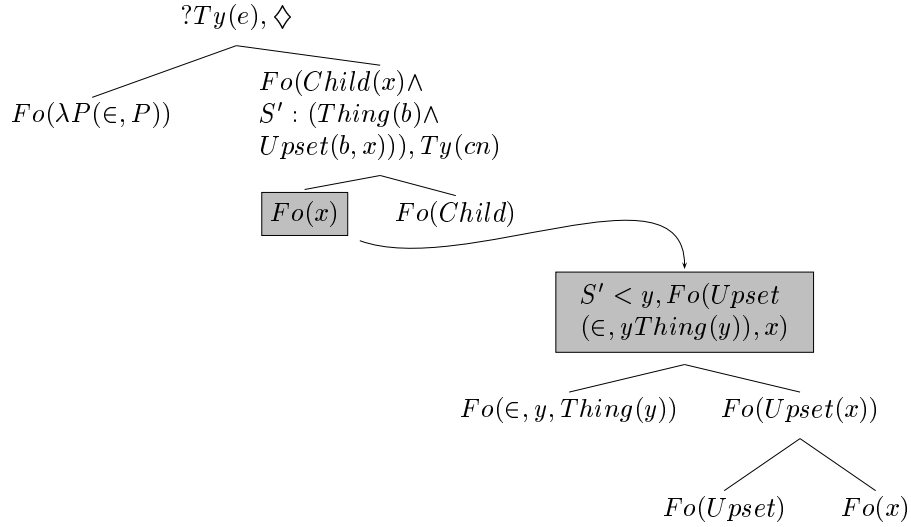 ?Ty(e), ◇
Fo(λP(∈, P))
Fo(Child(x)∧
S′ : (Thing(b)∧
Upset(b, x))), Ty(cn)
Fo(x)
Fo(Child)
S′ < y, Fo(Upset
(∈, yThing(y)), x)
Fo(∈, y, Thing(y))
Fo(Upset(x))
Fo(Upset)
Fo(x)